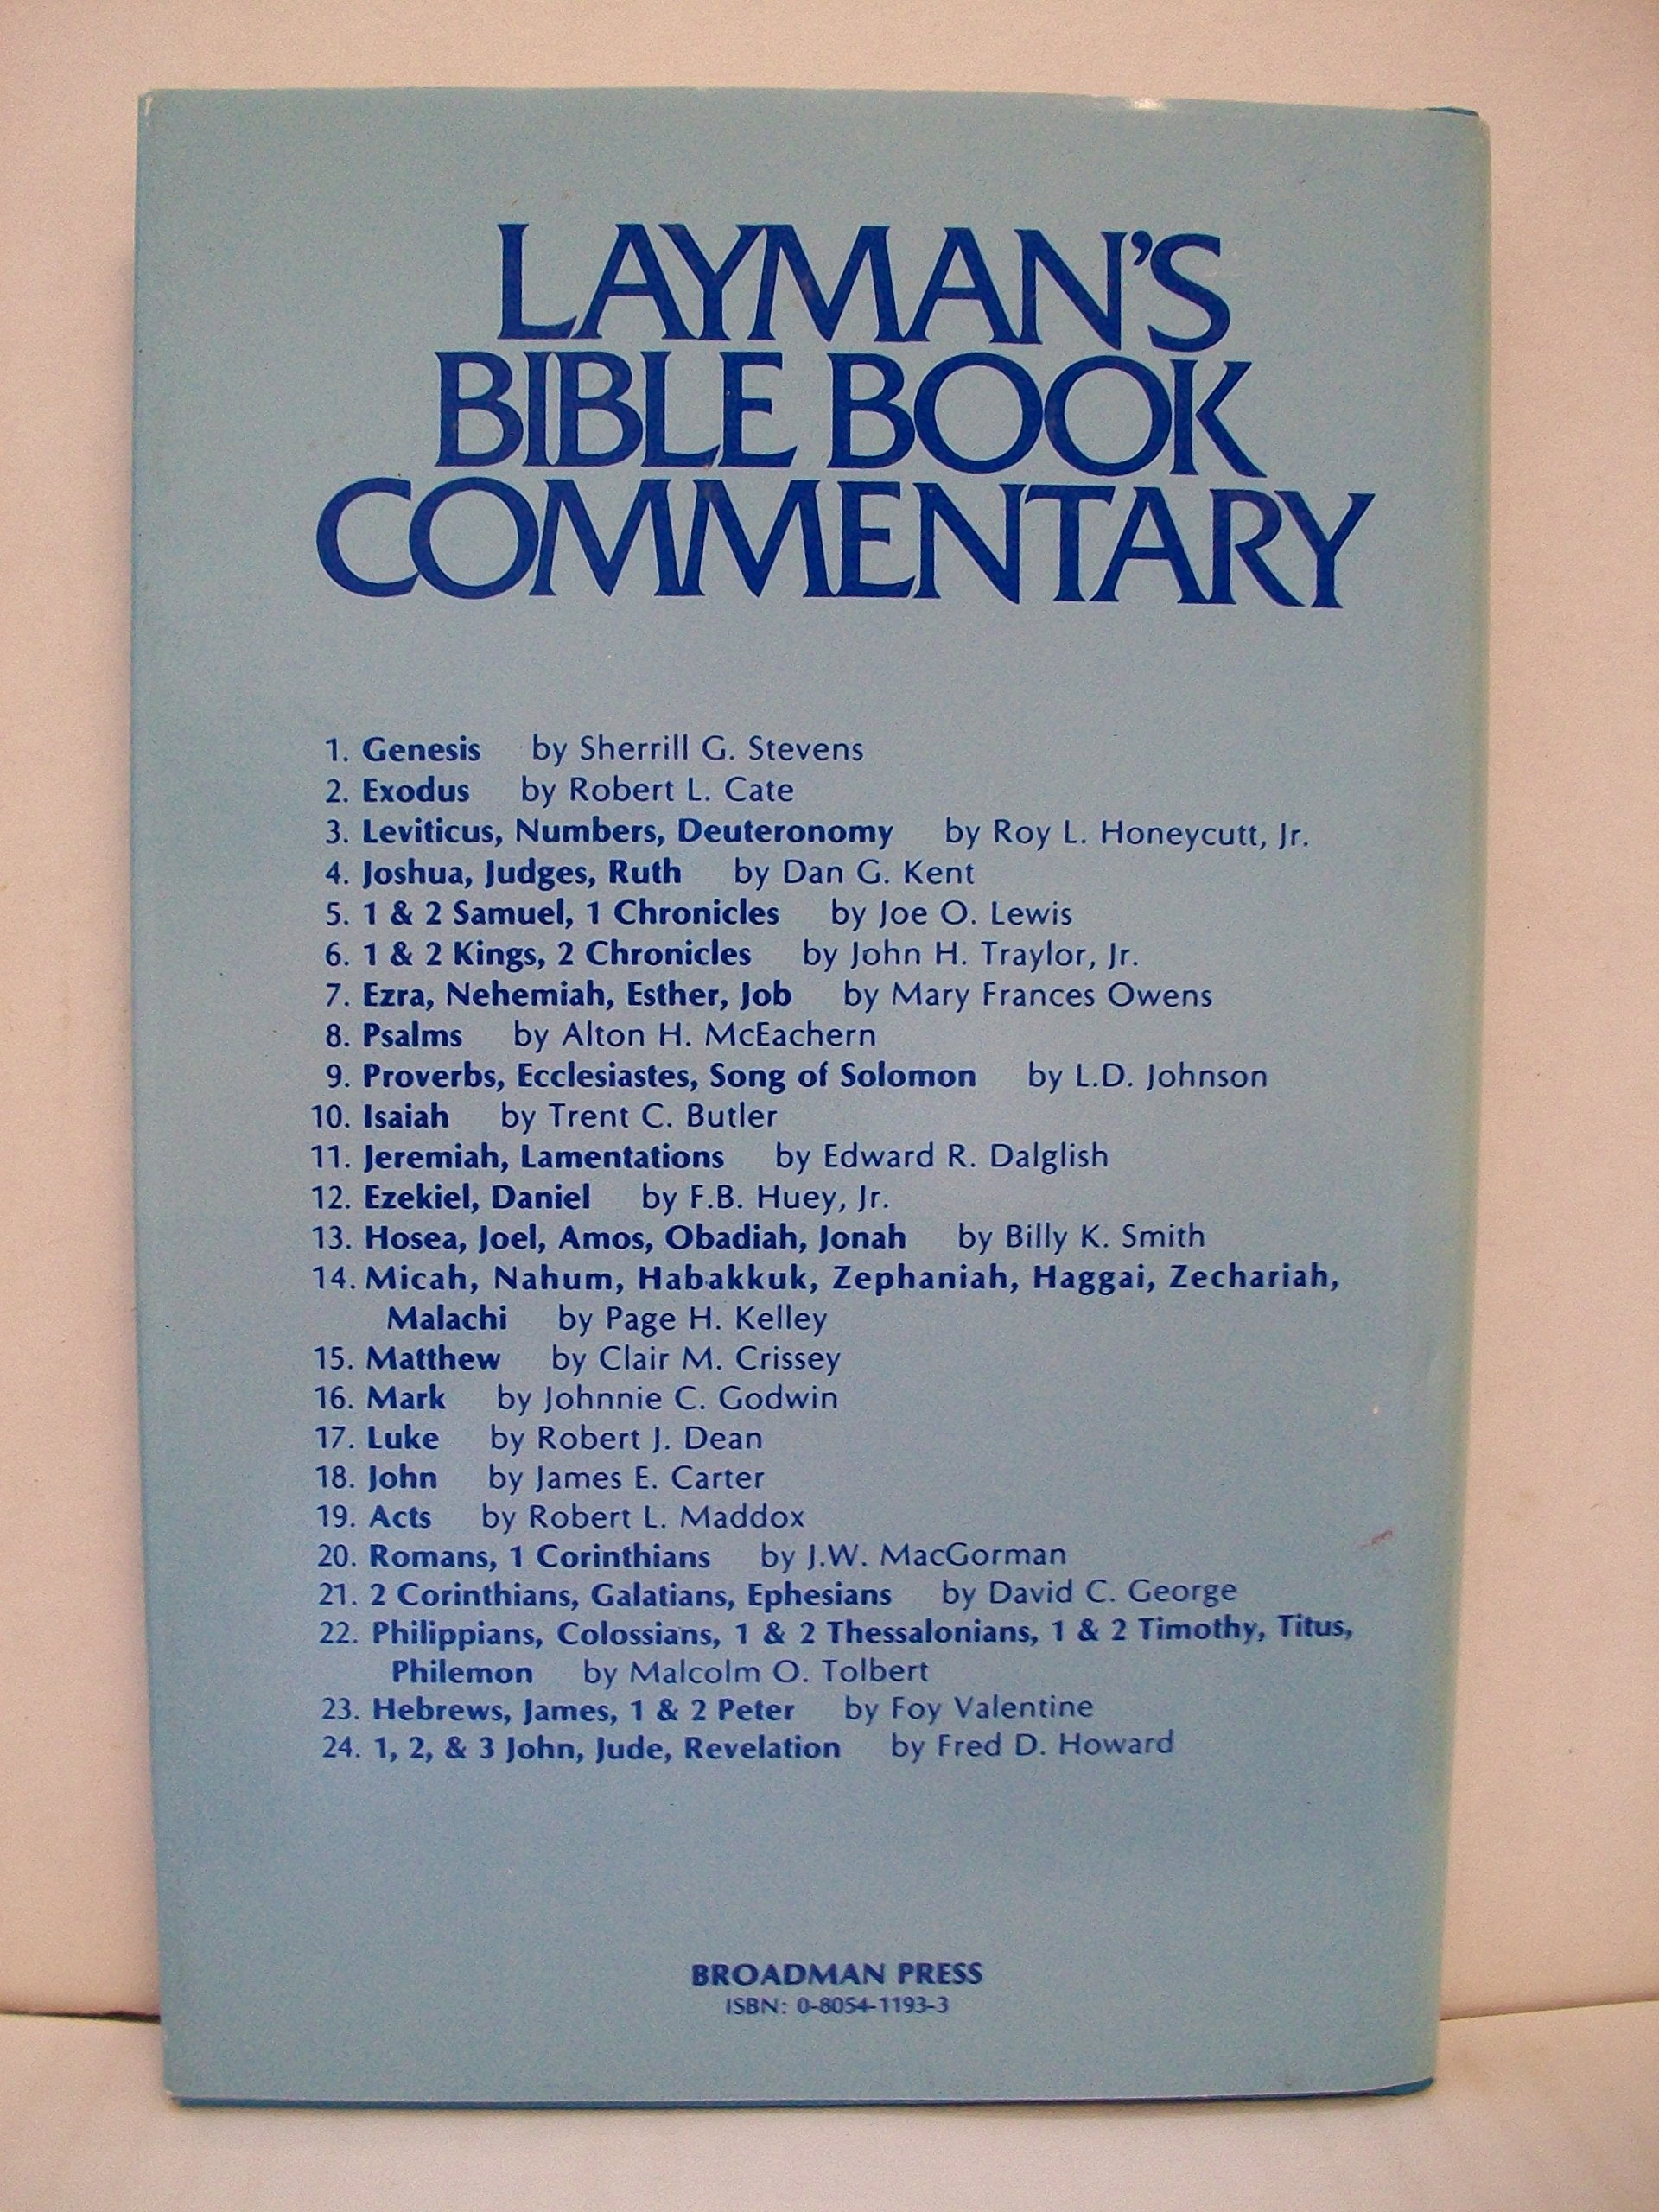 LAYMAN'S
BIBLE BOOK
COMMENTARY
1. Genesis by Sherrill G. Stevens
2. Exodus by Robert L. Cate
3. Leviticus, Numbers, Deuteronomy by Roy L. Honeycutt, Jr.
4. Joshua, Judges, Ruth by Dan G. Kent
5. 1 & 2 Samuel, 1 Chronicles by Joe O. Lewis
6. 1 & 2 Kings, 2 Chronicles by John H. Traylor, Jr.
7. Ezra, Nehemiah, Esther, Job by Mary Frances Owens
8. Psalms by Alton H. McEachern
9. Proverbs, Ecclesiastes, Song of Solomon by L.D. Johnson
10. Isaiah by Trent C. Butler
11. Jeremiah, Lamentations by Edward R. Dalglish
12. Ezekiel, Daniel by F.B. Huey, Jr.
13. Hosea, Joel, Amos, Obadiah, Jonah by Billy K. Smith
14. Micah, Nahum, Habakkuk, Zephaniah, Haggai, Zechariah,
Malachi by Page H. Kelley
15. Matthew by Clair M. Crissey
16. Mark by Johnnie C. Godwin
17. Luke by Robert J. Dean
18. John by James E. Carter
19. Acts by Robert L. Maddox
20. Romans, 1 Corinthians by J.W. MacGorman
21. 2 Corinthians, Galatians, Ephesians by David C. George
22. Philippians, Colossians, 1 & 2 Thessalonians, 1 & 2 Timothy, Titus,
Philemon by Malcolm O. Tolbert
23. Hebrews, James, 1 & 2 Peter by Foy Valentine
24. 1, 2, & 3 John, Jude, Revelation by Fred D. Howard
BROADMAN PRESS
ISBN: 0-8054-1193-3